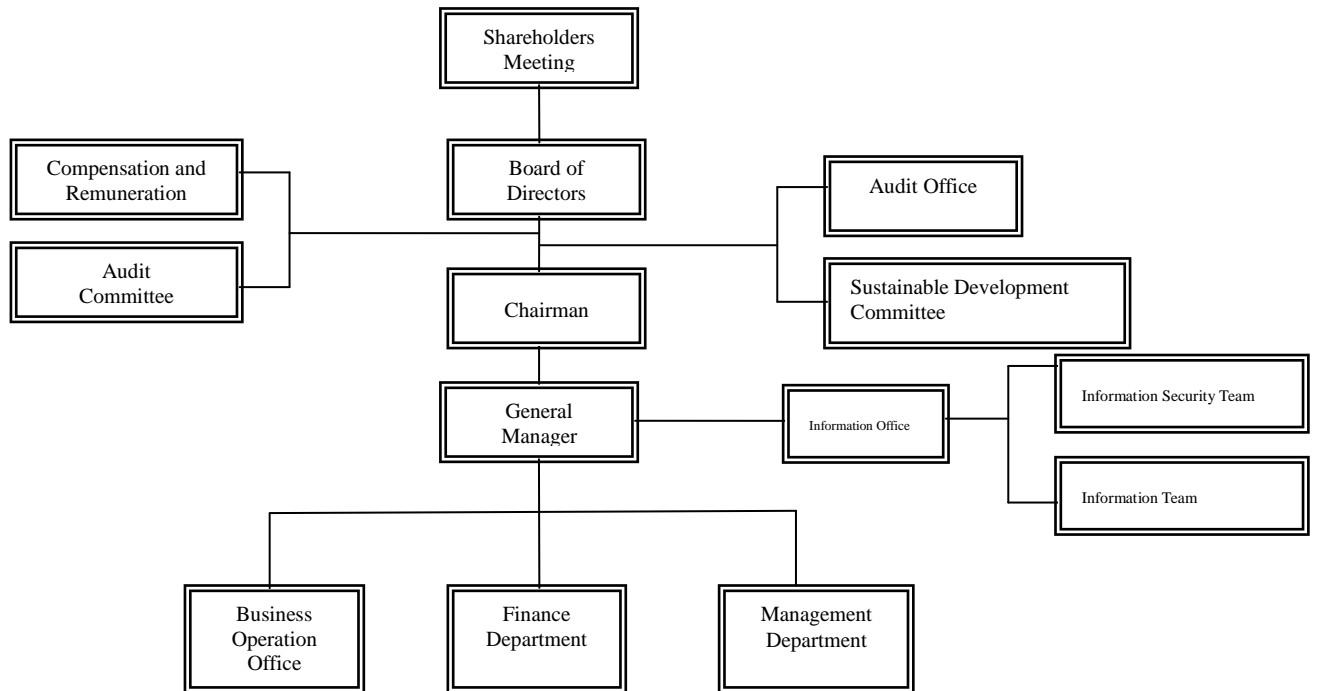 Shareholders
Meeting
Compensation and
Remuneration
Board of
Directors
Audit Office
Audit
Committee
Chairman
Sustainable Development
Committee
General
Manager
Information Office
Information Security Team
Information Team
Business
Operation
Office
Finance
Department
Management
Department